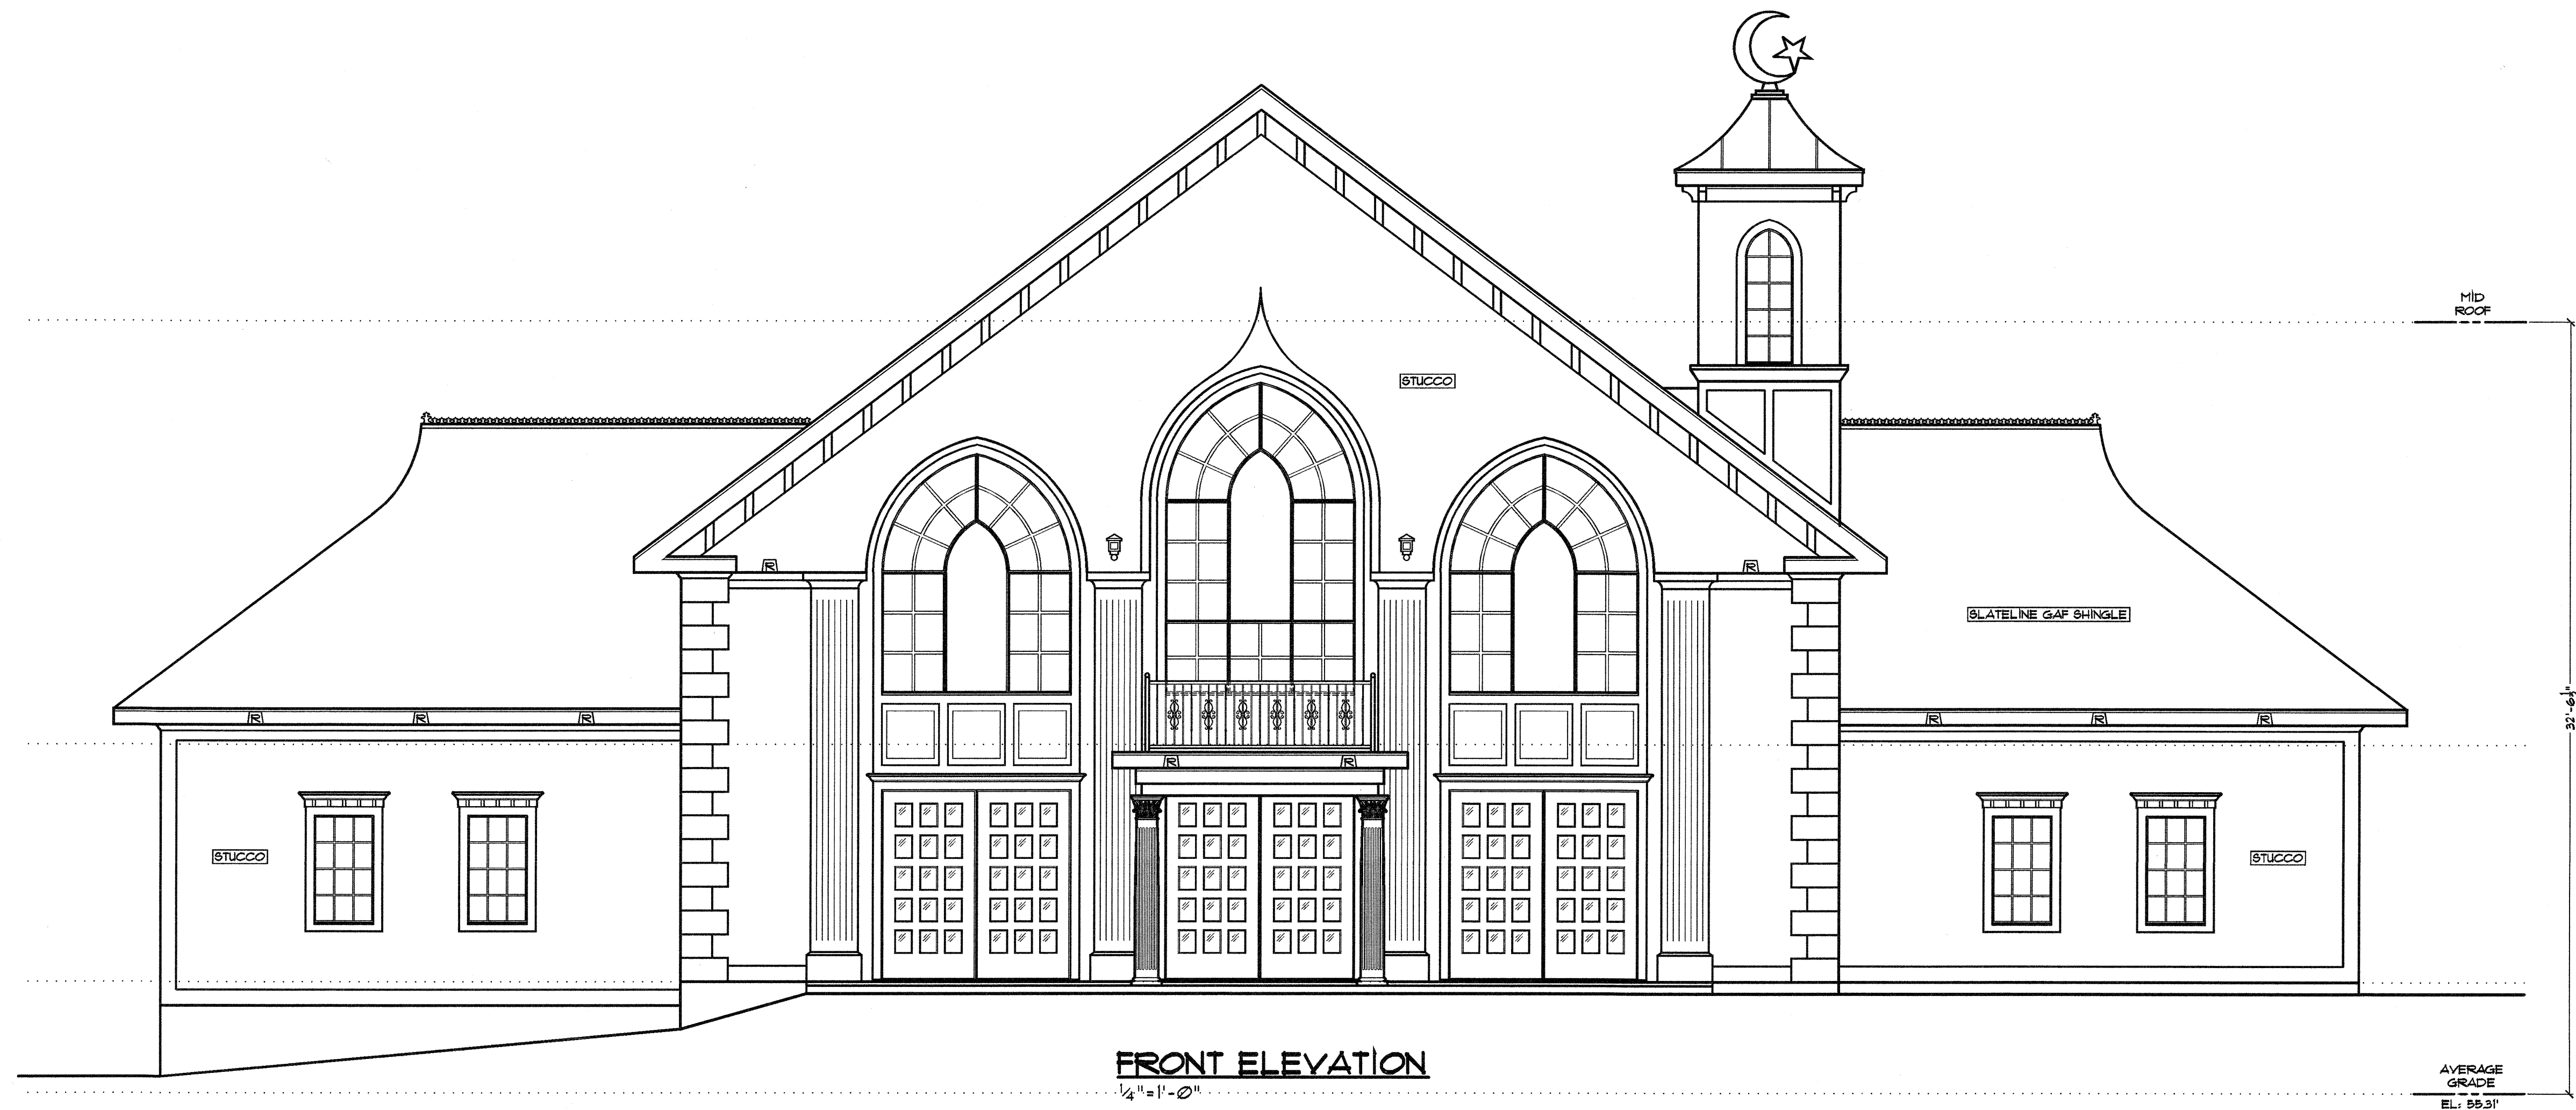 MID
ROOF
STUCCO
R
R
SLATELINE GAF SHINGLE
32'-6½"
R
R
R
R
R
R
R
R
STUCCO
STUCCO
FRONT ELEVATION
¼"=1'-0"
AVERAGE
GRADE
EL: 55.31'